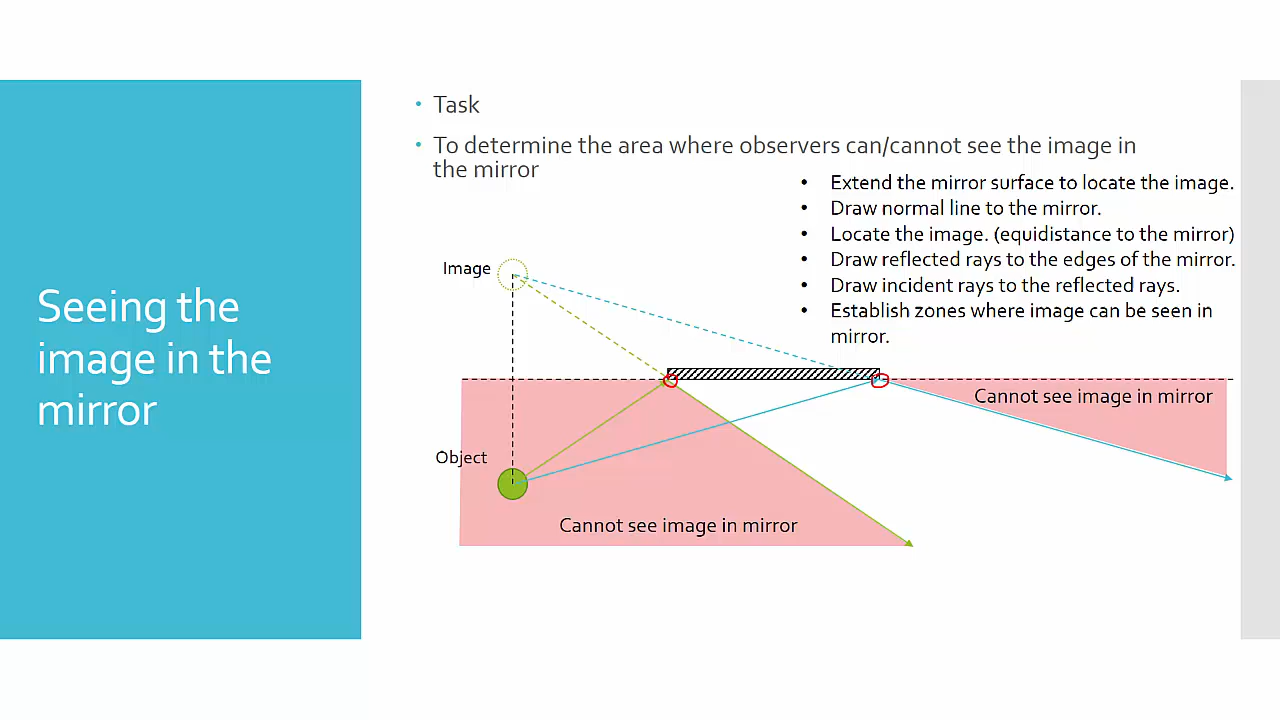 Seeing the
image in the
mirror
Task
To determine the area where observers can/cannot see the image in
the mirror
Extend the mirror surface to locate the image.
Draw normal line to the mirror.
Locate the image. (equidistance to the mirror)
Draw reflected rays to the edges of the mirror.
Draw incident rays to the reflected rays.
Establish zones where image can be seen in
mirror.
Image
Cannot see image in mirror
Object
Cannot see image in mirror